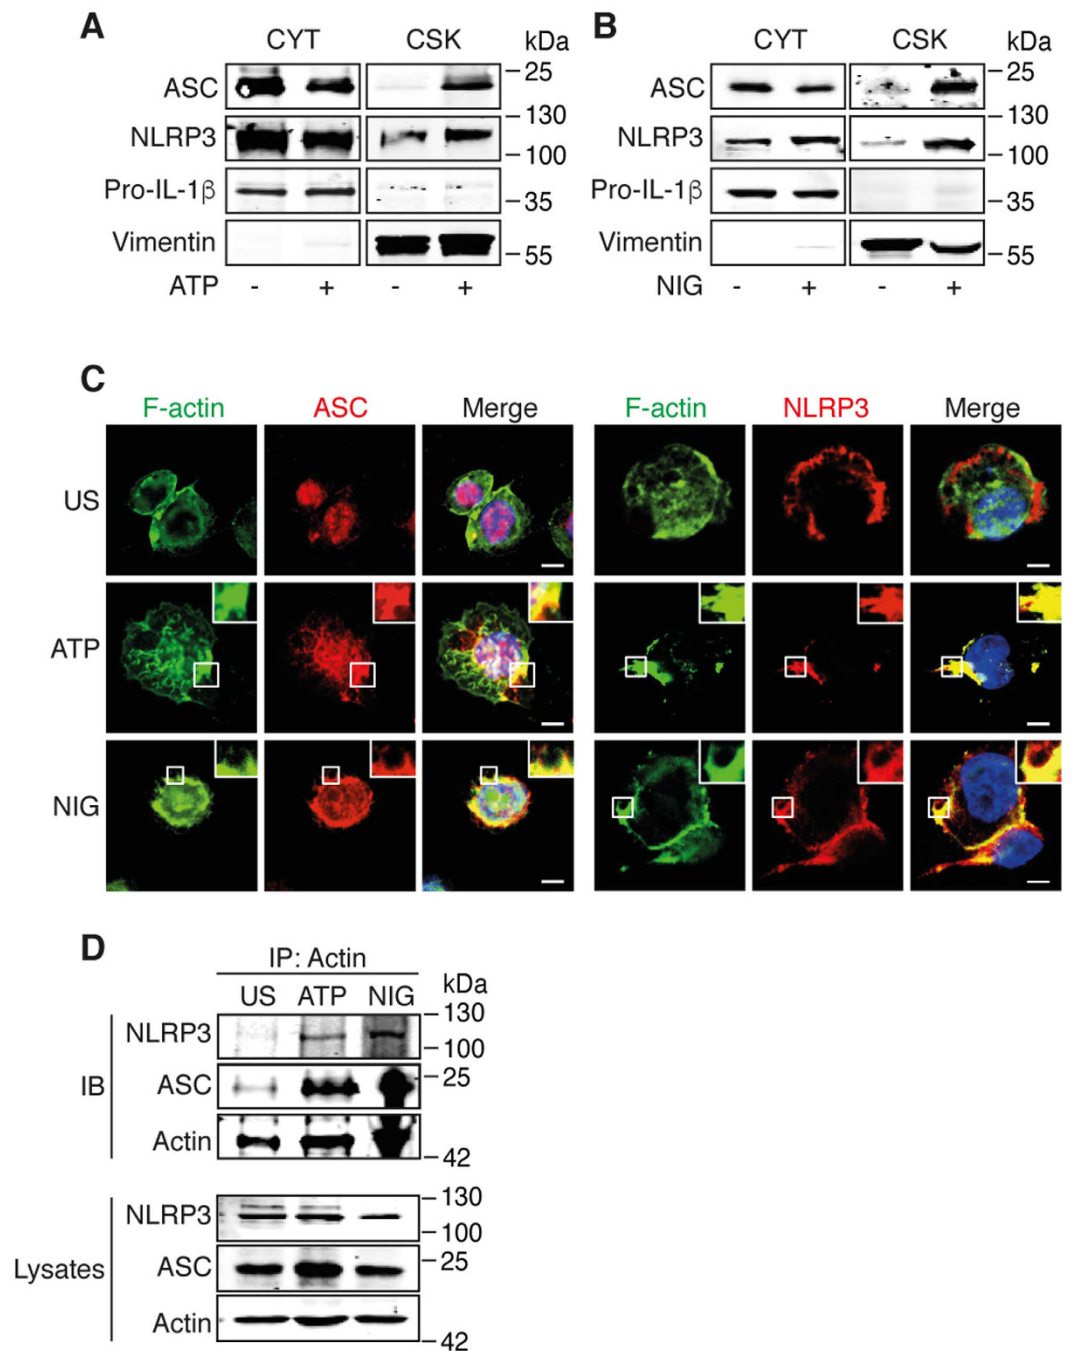 A
CYT CSK kDa
ASC 25
130
NLRP3 100
Pro-IL-1β 35
Vimentin 55
ATP - + - +
B
CYT CSK kDa
ASC 25
130
NLRP3 100
Pro-IL-1β 35
Vimentin 55
NIG - + - +
C
F-actin ASC Merge F-actin NLRP3 Merge
US
ATP
NIG
D
IP: Actin
US ATP NIG kDa
130
NLRP3 100
IB ASC 25
Actin 42
130
NLRP3 100
Lysates ASC 25
Actin 42